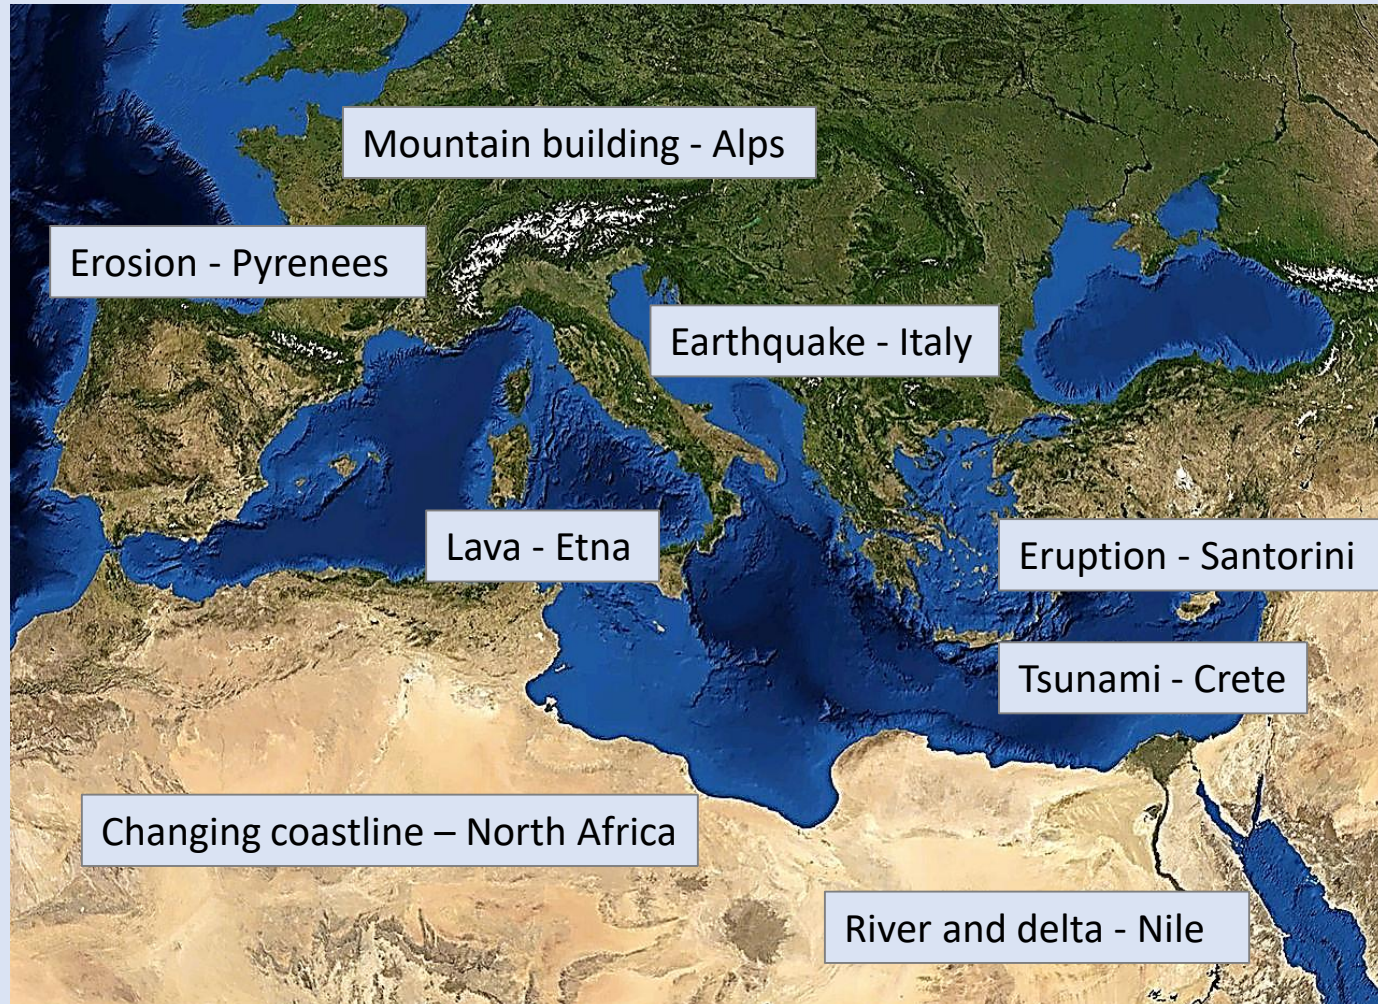 Mountain building - Alps
Erosion - Pyrenees
Earthquake - Italy
Lava - Etna
Eruption - Santorini
Tsunami - Crete
Changing coastline – North Africa
River and delta - Nile